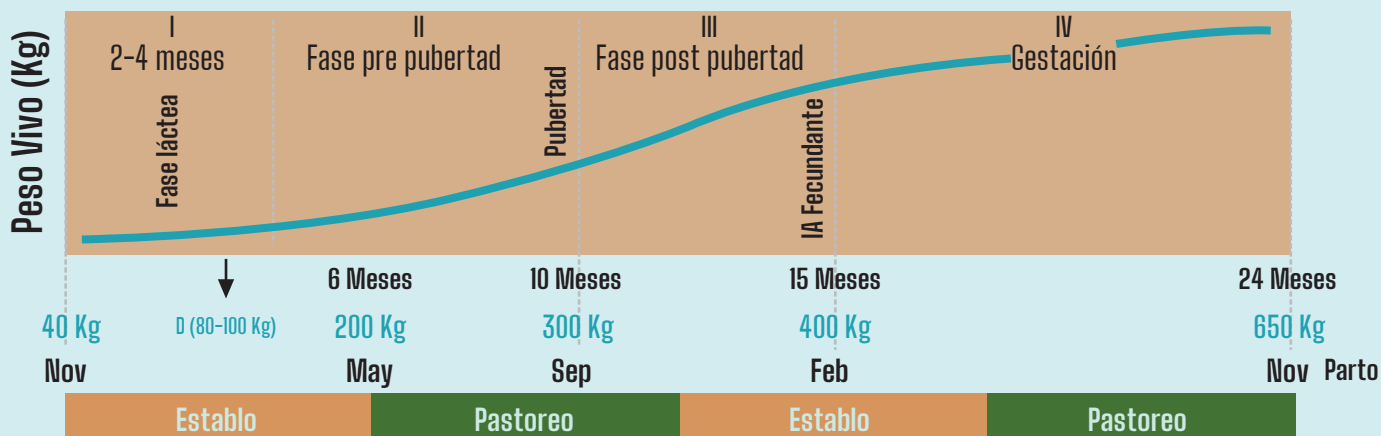 Peso Vivo (Kg)
I
2-4 meses
Fase láctea
II
Fase pre pubertad
Pubertad
III
Fase post pubertad
IA Fecundante
IV
Gestación
6 Meses
10 Meses
15 Meses
24 Meses
40 Kg
D (80-100 Kg)
200 Kg
300 Kg
400 Kg
650 Kg
Nov
May
Sep
Feb
Nov
Parto
Establo
Pastoreo
Establo
Pastoreo